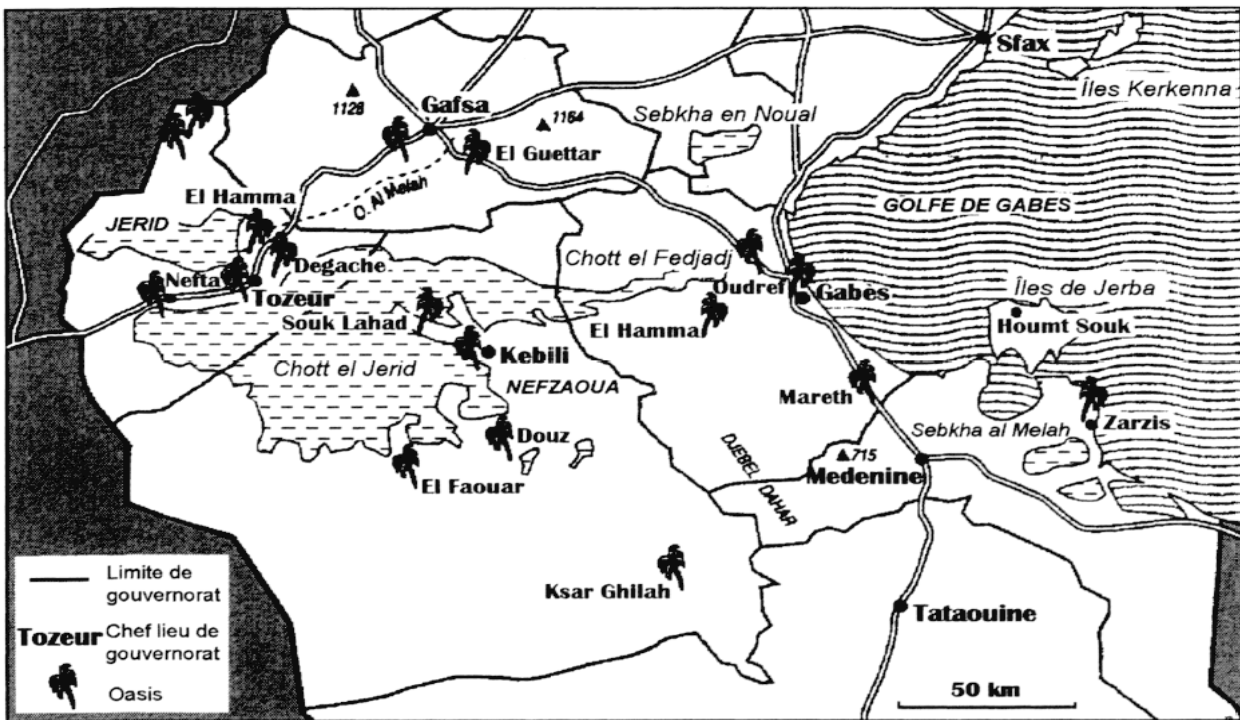 Sfax
Îles Kerkenna
1128
Gafsa
1164
Sebkha en Noual
El Guettar
O. Al Melah
El Hamma
JERID
GOLFE DE GABES
Degache
Chott el Fedjadj
Nefta
Tozeur
Oudref
Gabès
Îles de Jerba
Souk Lahad
El Hamma
Houmt Souk
Kebili
Chott el Jerid
NEFZAOUA
Mareth
Zarzis
Sebkha al Melah
Douz
715
DJEBEL DAHAR
Medenine
El Faouar
Ksar Ghilah
Tataouine
Limite de
gouvernorat
Tozeur Chef lieu de
gouvernorat
Oasis
50 km